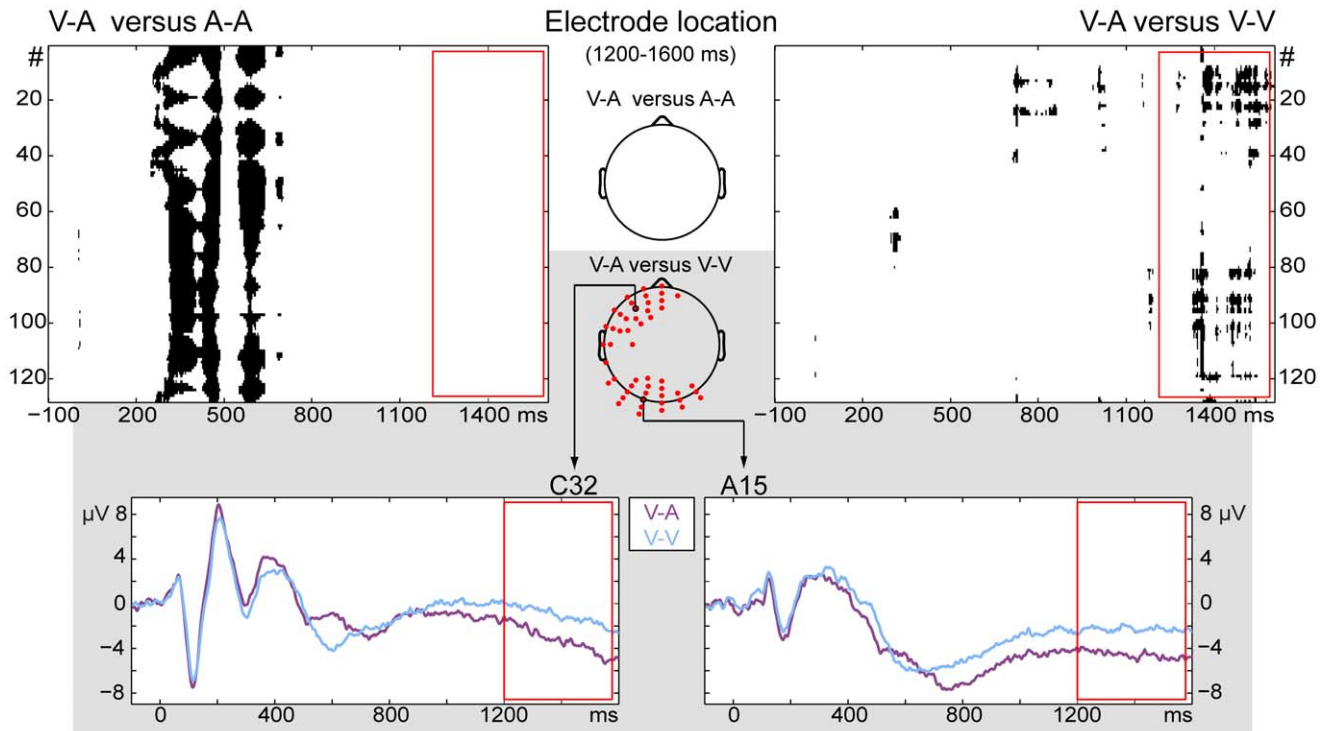 V-A versus A-A
Electrode location
(1200-1600 ms)
V-A versus V-V
#
20
40
60
80
100
120
-100 200 500 800 1100 1400 ms
V-A versus A-A
V-A versus V-V
#
20
40
60
80
100
120
-100 200 500 800 1100 1400 ms
C32
A15
µV 8
4
0
-4
-8
0 400 800 1200 ms
V-A
V-V
8 µV
4
0
-4
-8
0 400 800 1200 ms